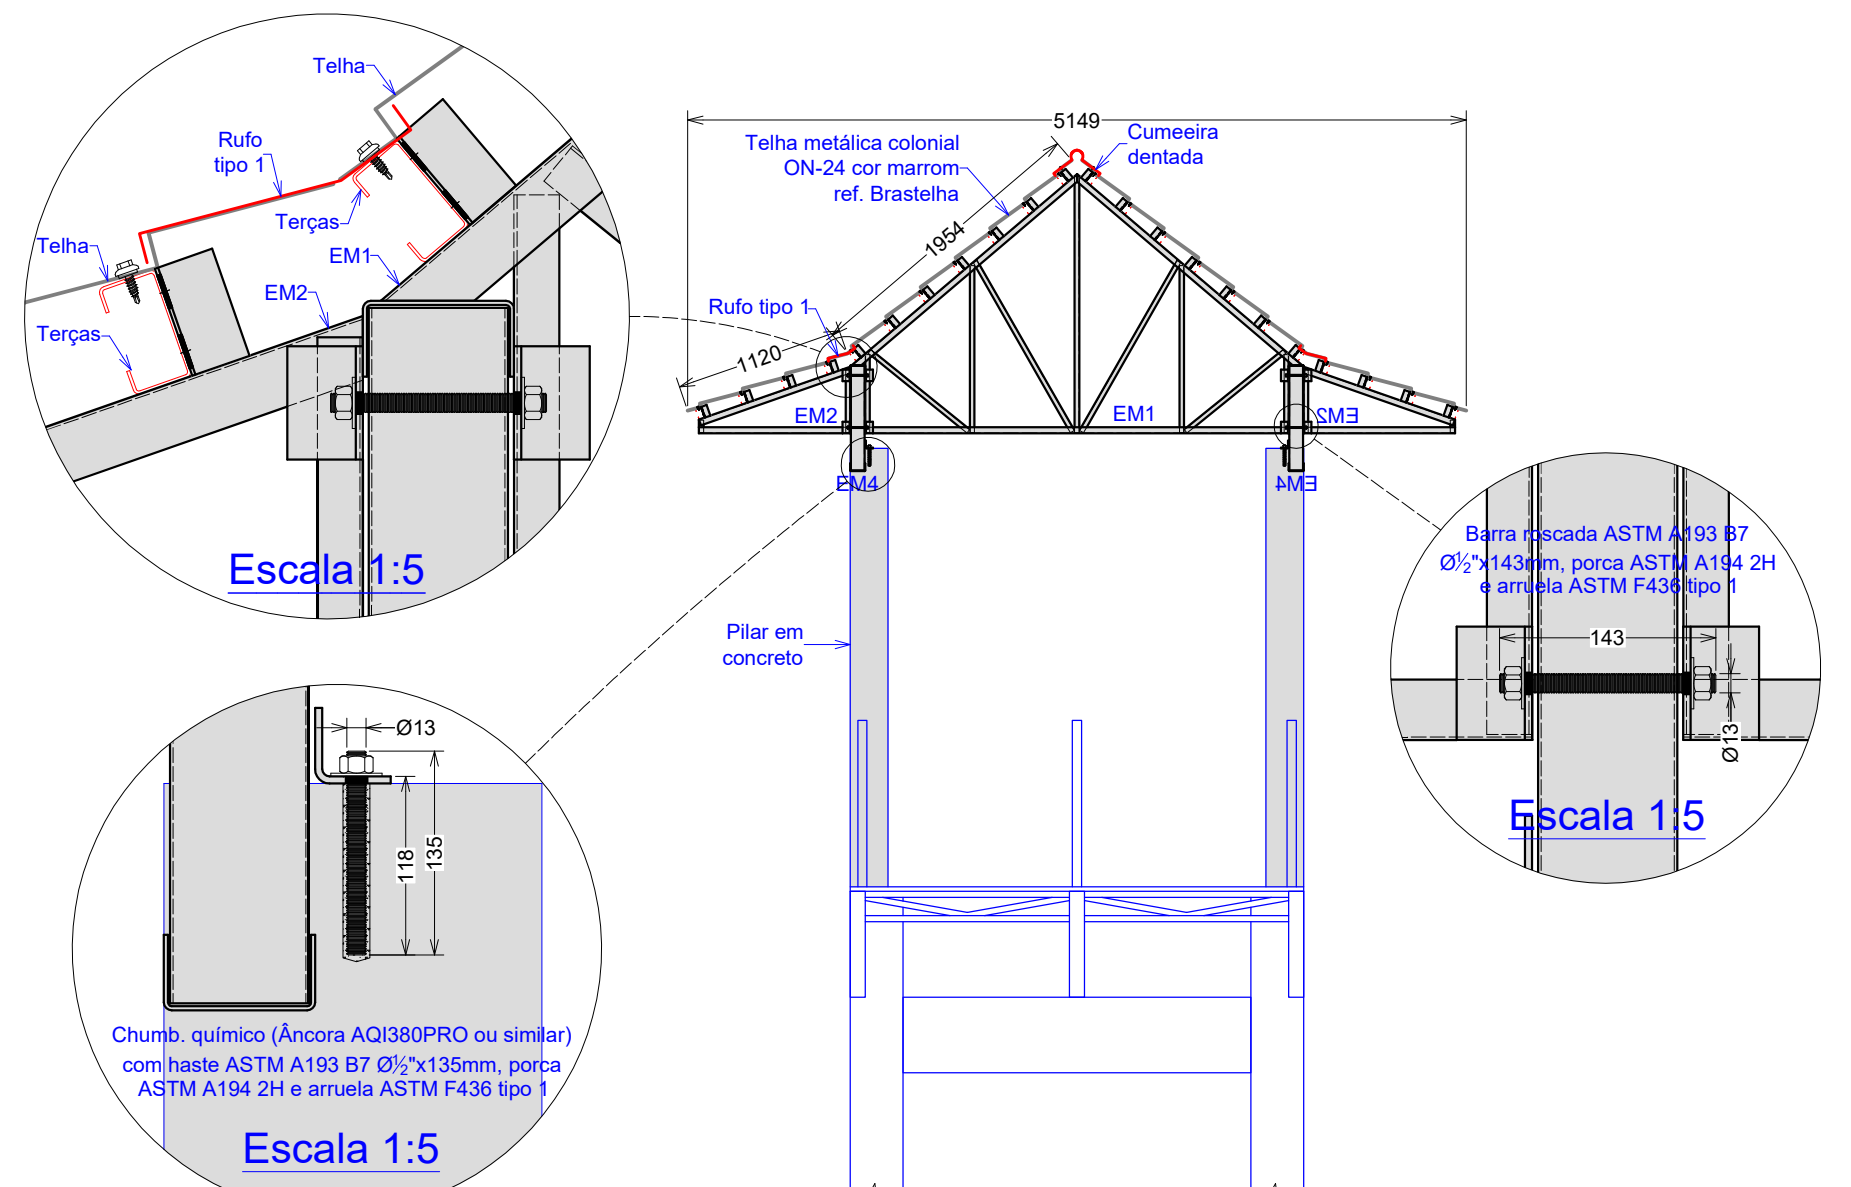 Telha
Rufo
tipo 1
Terças
Telha
EM1
EM2
Terças
Escala 1:5
5149
Telha metálica colonial
ON-24 cor marrom
ref. Brastelha
Cumeeira
dentada
1954
Rufo tipo 1
1120
EM2
EM1
EM2
EM4
EM4
Pilar em
concreto
Barra roscada ASTM A193 B7
Ø½"x143mm, porca ASTM A194 2H
e arruela ASTM F436 tipo 1
143
Ø13
Escala 1:5
Ø13
118
135
Chumb. químico (Âncora AQI380PRO ou similar)
com haste ASTM A193 B7 Ø½"x135mm, porca
ASTM A194 2H e arruela ASTM F436 tipo 1
Escala 1:5